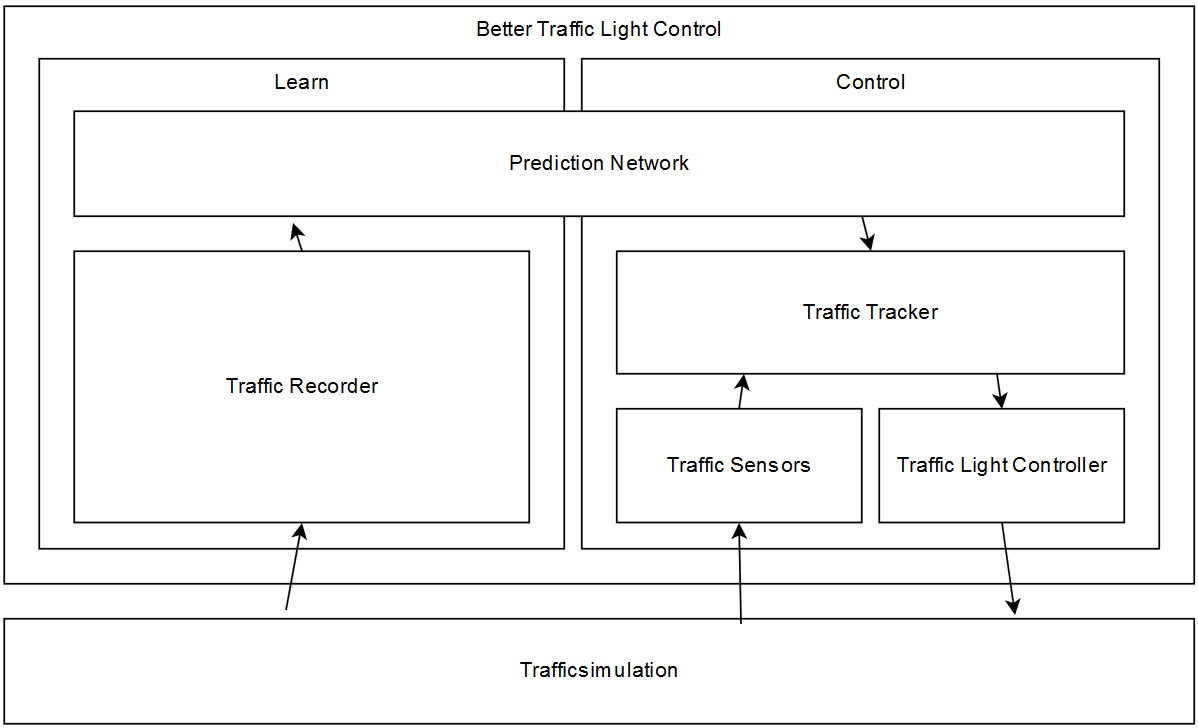 Better Traffic Light Control
Learn
Control
Prediction Network
Traffic Tracker
Traffic Recorder
Traffic Sensors
Traffic Light Controller
Trafficsimulation